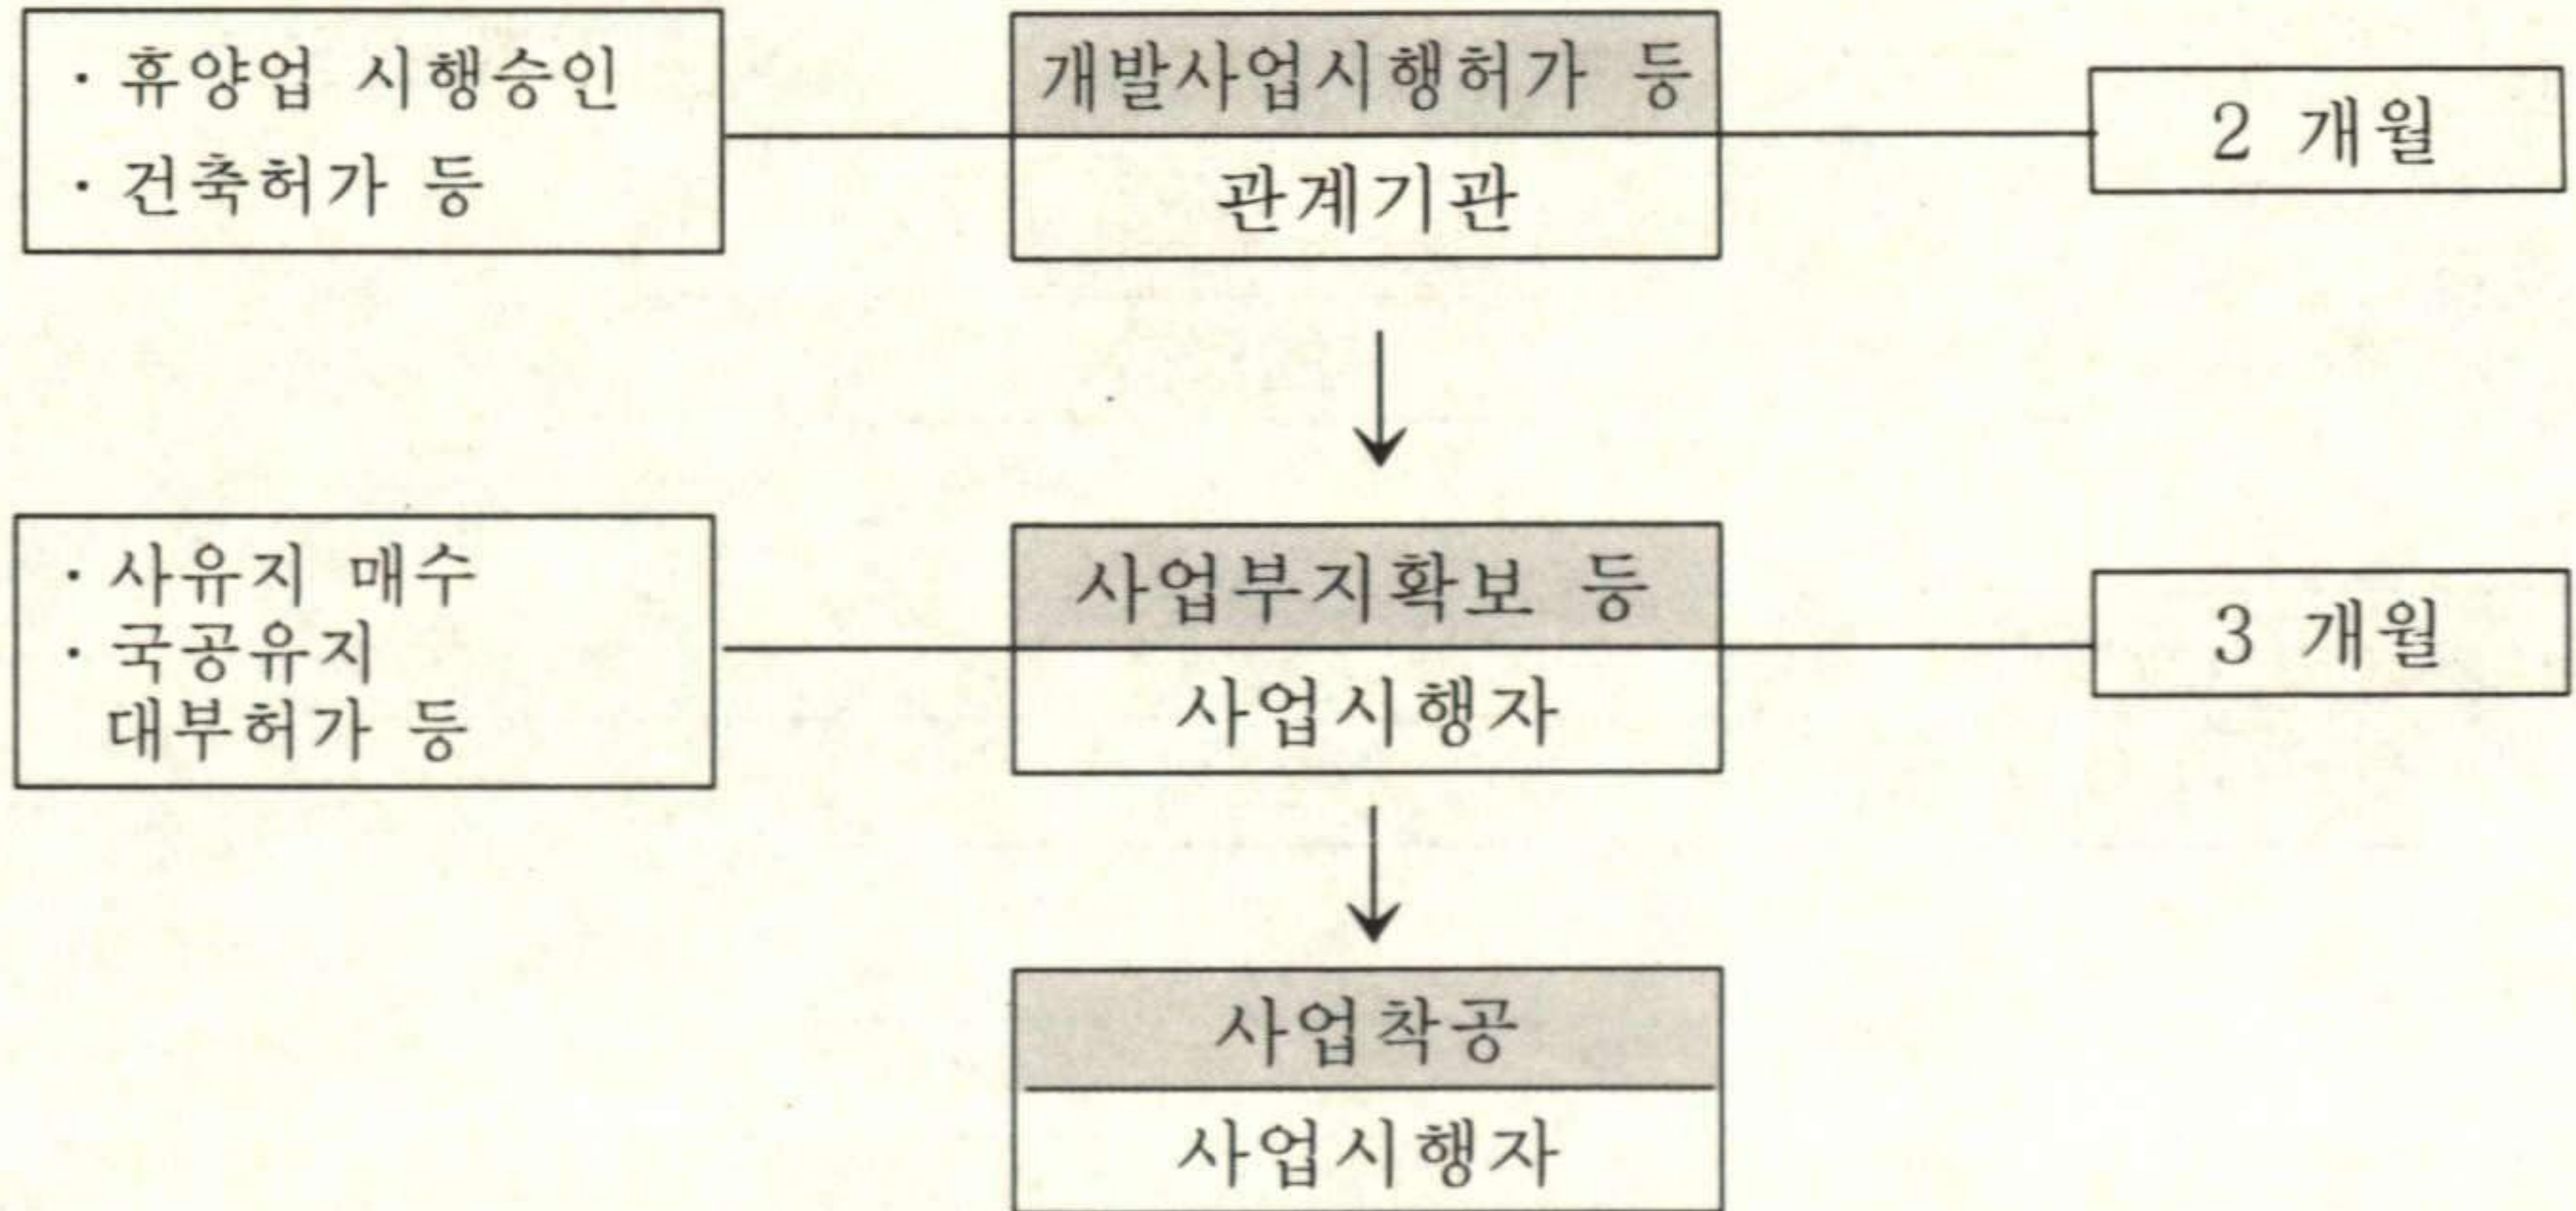 · 휴양업 시행승인
· 건축허가 등
개발사업시행허가 등
관계기관
2 개월
· 사유지 매수
· 국공유지
대부허가 등
사업부지확보 등
사업시행자
3 개월
사업착공
사업시행자